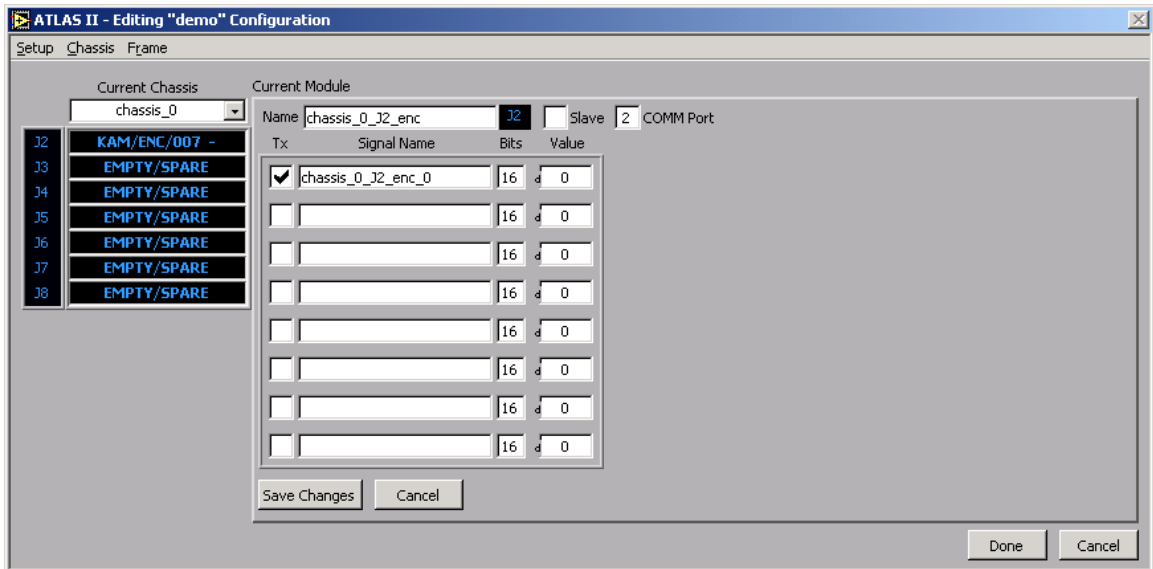 ATLAS II - Editing "demo" Configuration
Setup Chassis Frame
Current Chassis
chassis_0
J2 KAM/ENC/007 -
J3 EMPTY/SPARE
J4 EMPTY/SPARE
J5 EMPTY/SPARE
J6 EMPTY/SPARE
J7 EMPTY/SPARE
J8 EMPTY/SPARE
Current Module
Name chassis_0_J2_enc J2 Slave 2 COMM Port
Tx Signal Name Bits Value
chassis_0_J2_enc_0 16 d 0
16 d 0
16 d 0
16 d 0
16 d 0
16 d 0
16 d 0
16 d 0
Save Changes Cancel
Done Cancel